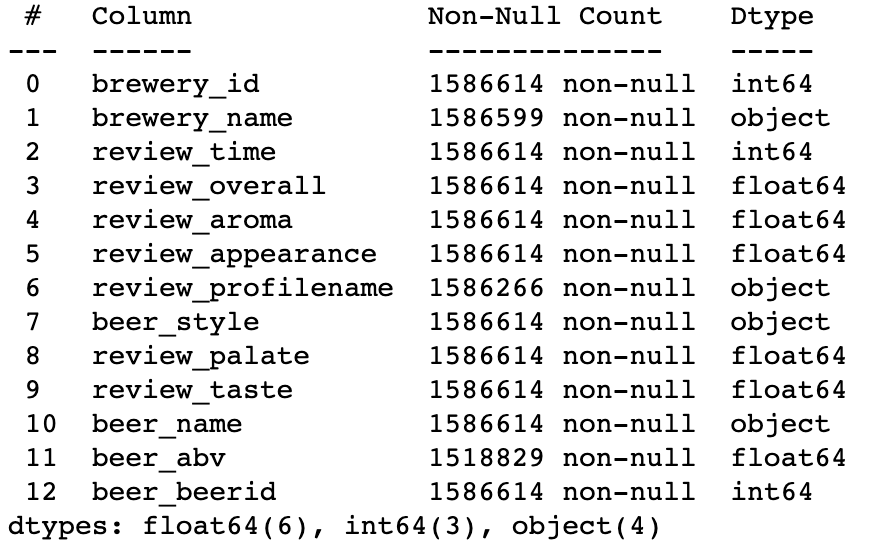 #   Column              Non-Null Count    Dtype
---  ------              --------------    -----
0   brewery_id          1586614 non-null  int64
1   brewery_name        1586599 non-null  object
2   review_time         1586614 non-null  int64
3   review_overall      1586614 non-null  float64
4   review_aroma        1586614 non-null  float64
5   review_appearance   1586614 non-null  float64
6   review_profilename  1586266 non-null  object
7   beer_style          1586614 non-null  object
8   review_palate       1586614 non-null  float64
9   review_taste        1586614 non-null  float64
10  beer_name           1586614 non-null  object
11  beer_abv            1518829 non-null  float64
12  beer_beerid         1586614 non-null  int64
dtypes: float64(6), int64(3), object(4)